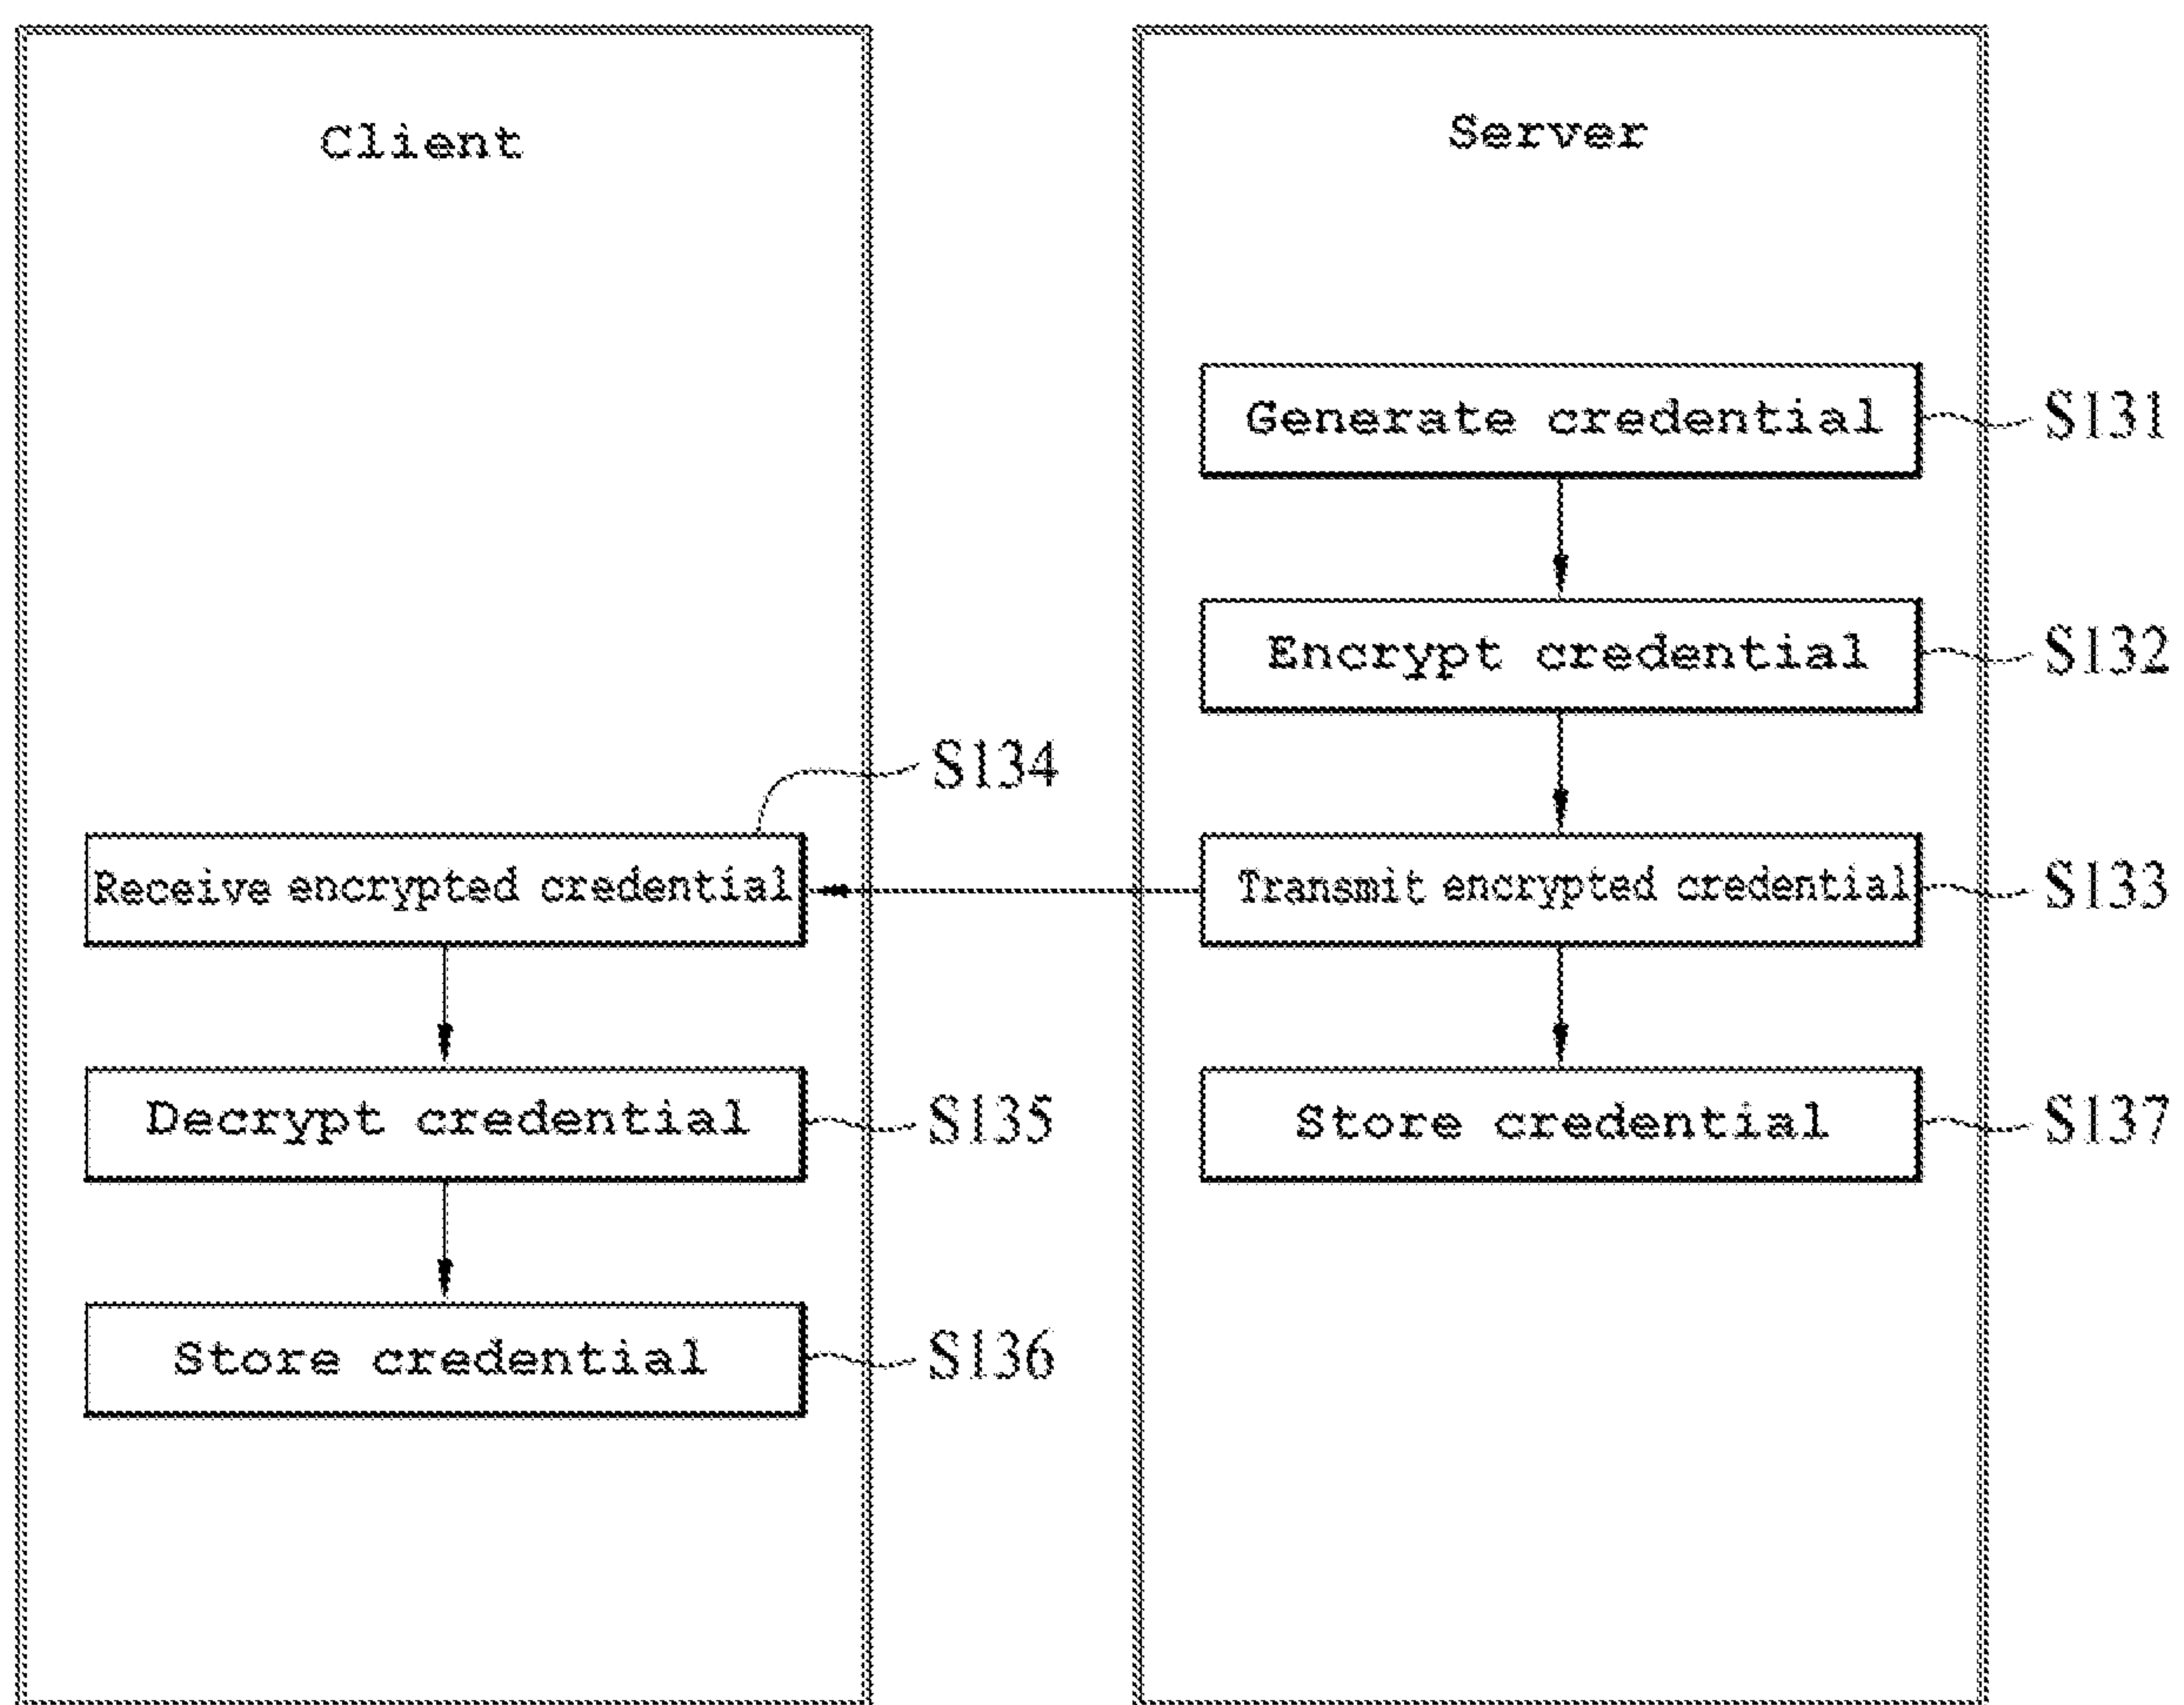 Client
Server
Generate credential
S131
Encrypt credential
S132
S134
Receive encrypted credential
Transmit encrypted credential
S133
Decrypt credential
S135
Store credential
S137
Store credential
S136